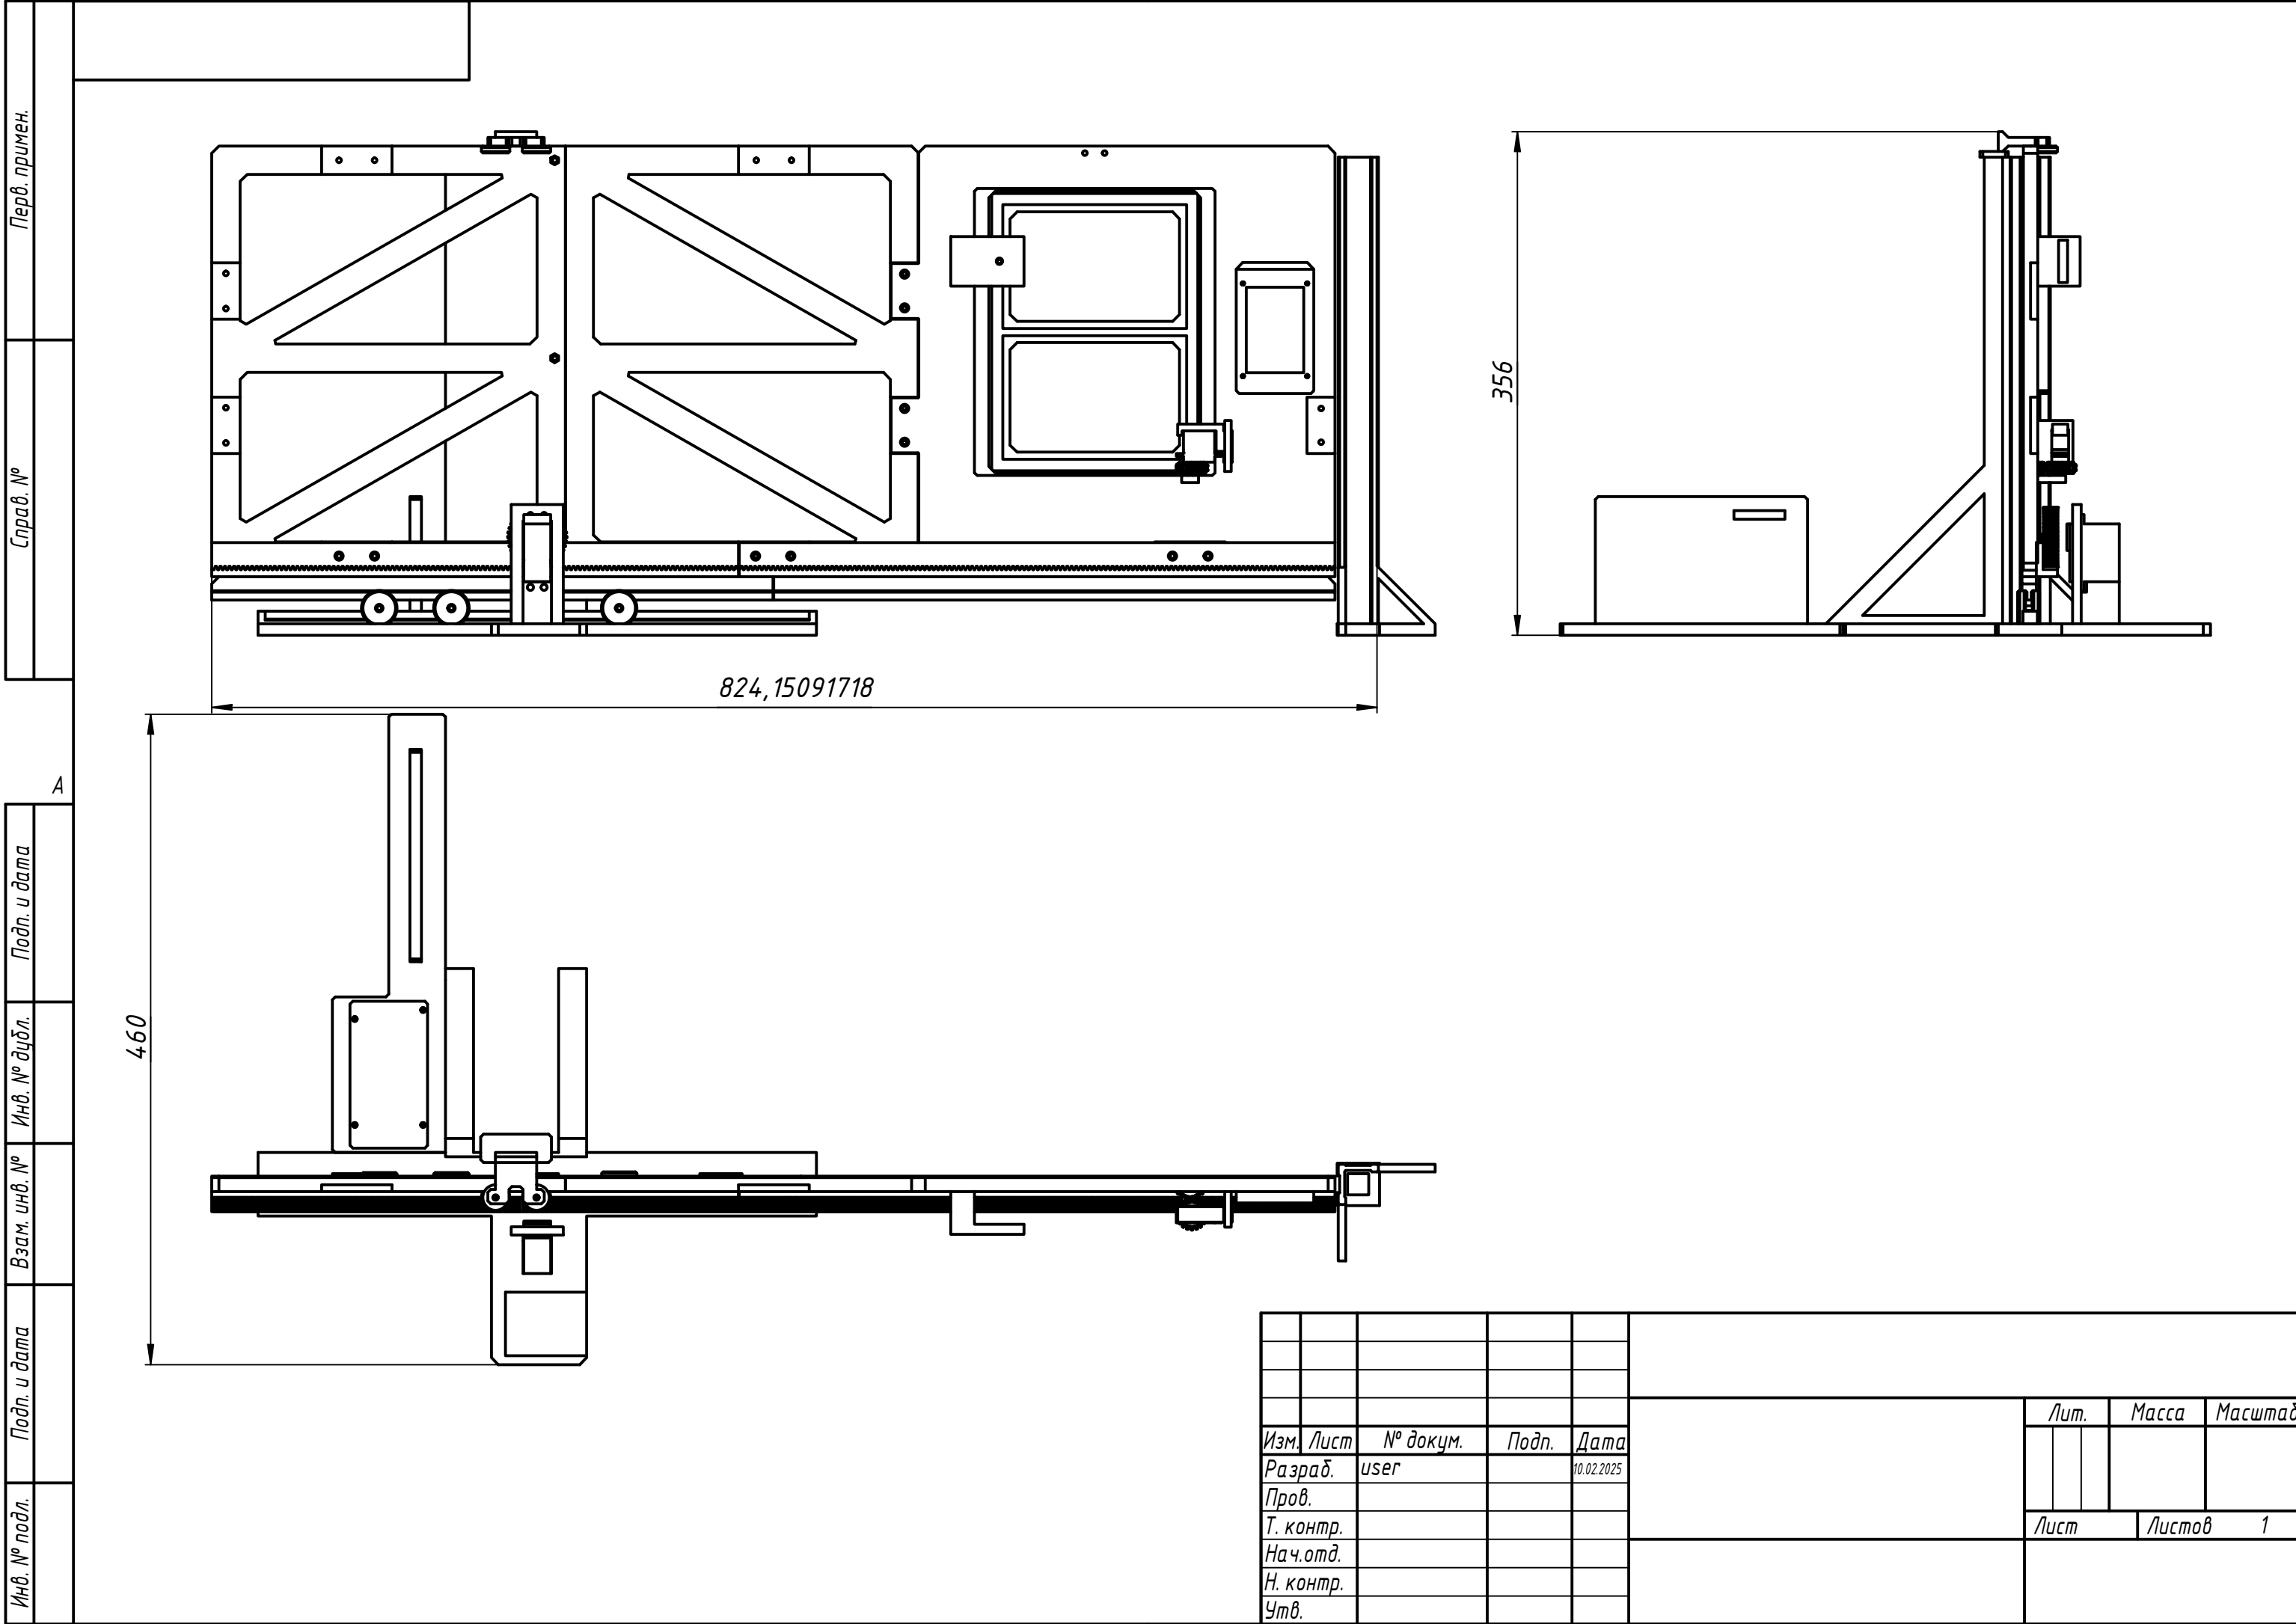 Перв. примен.
Справ. №
356
824,15091718
А
460
Подп. и дата
Инв. № дубл.
Взам. инв. №
Подп. и дата
Инв. № подл.
Лит. Масса Масштаб
Изм. Лист № докум. Подп. Дата
Разраб. user 10.02.2025
Пров.
Т. контр. Лист Листов 1
Нач.отд.
Н. контр.
Утв.